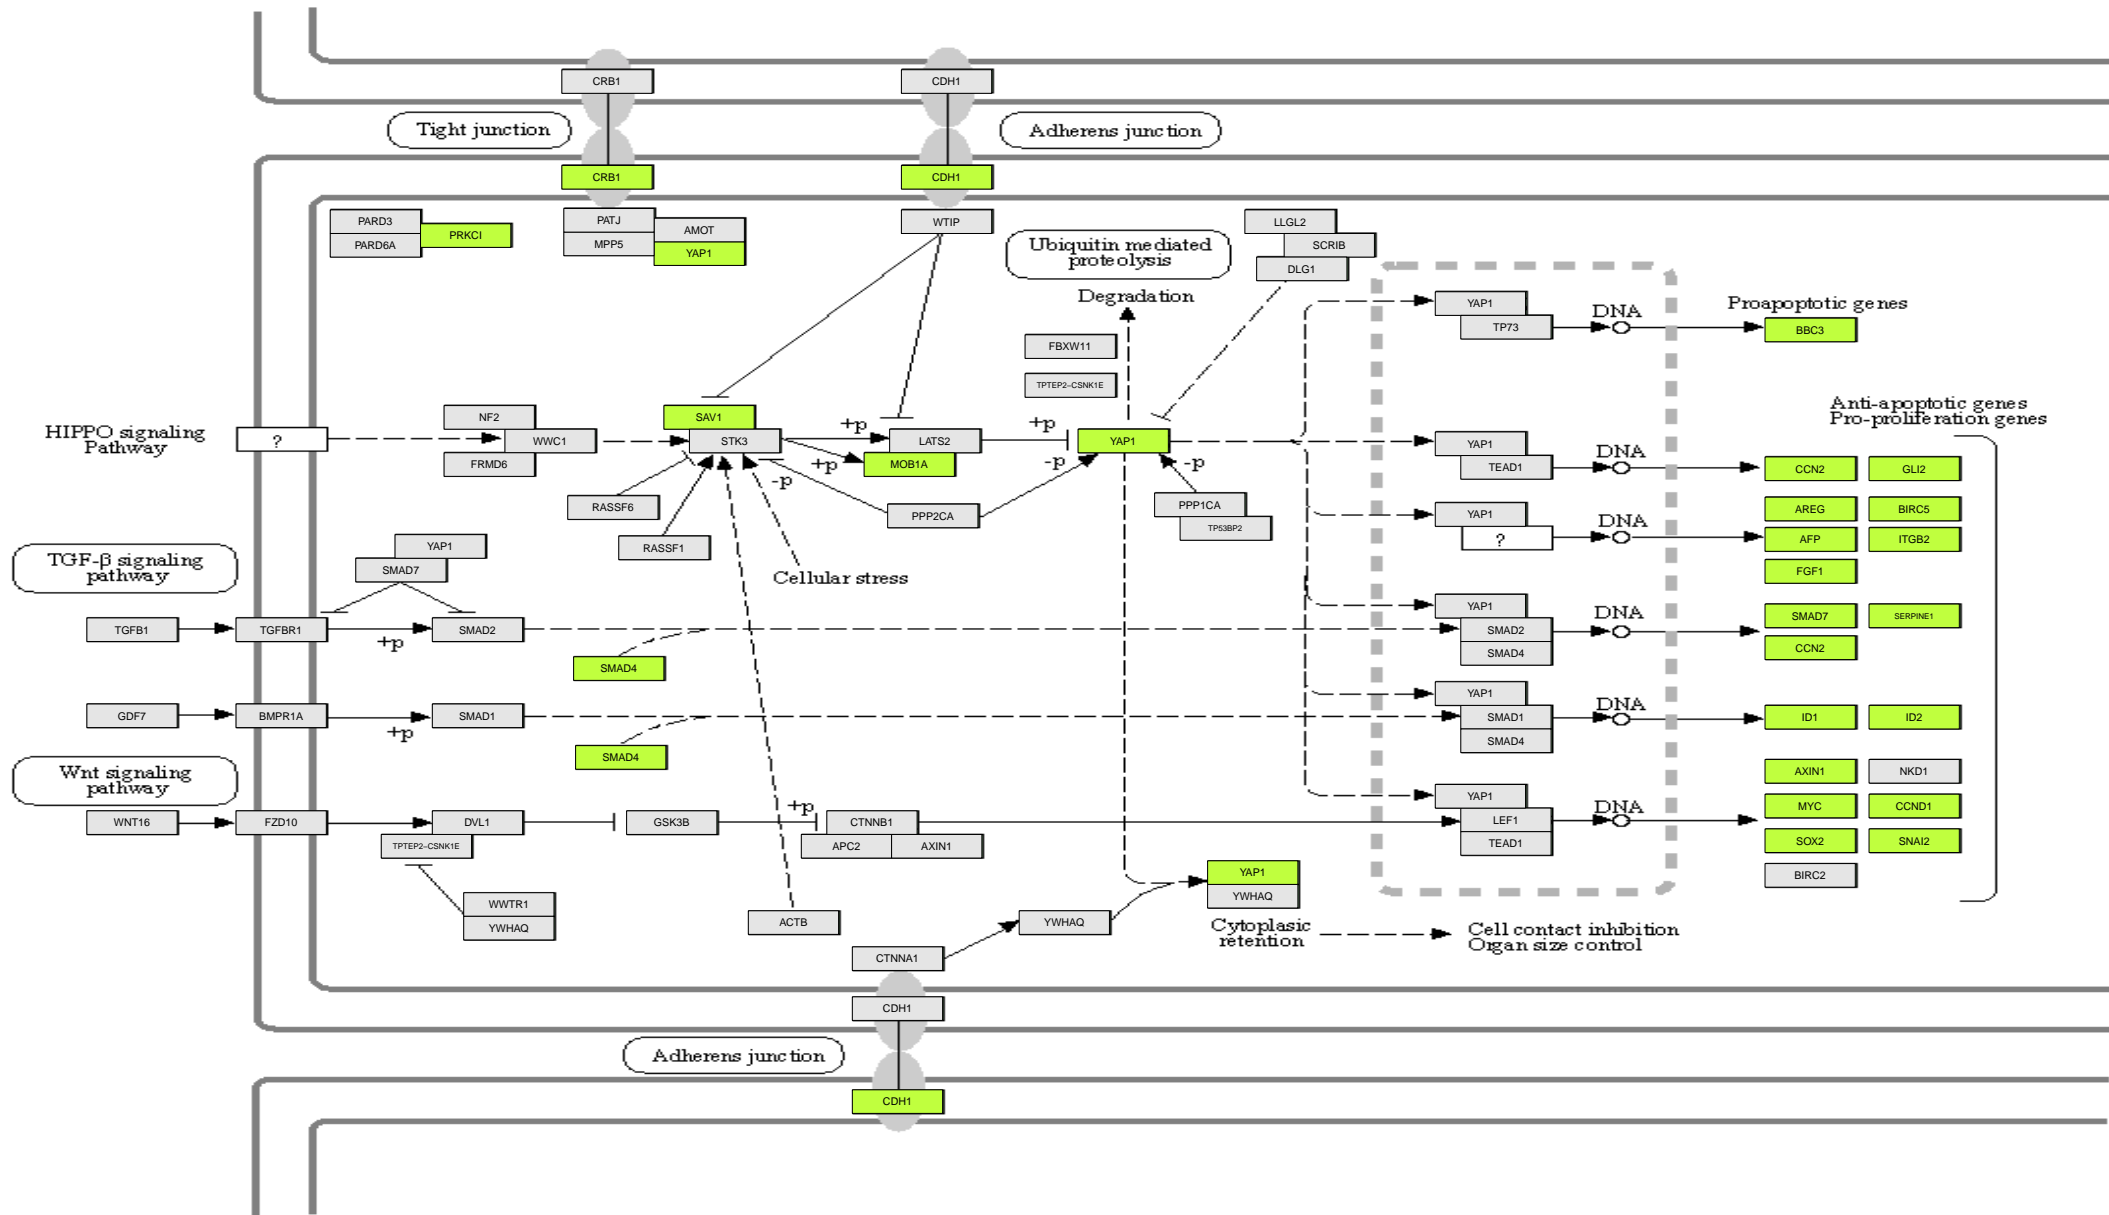 CRB1
CDH1
Tight junction
Adherens junction
CRB1
CDH1
PARD3
PARD6A
PRKCI
PATJ
MPP5
AMOT
YAP1
WTIP
Ubiquitin mediated
proteolysis
LLGL2
SCRIB
DLG1
Degradation
FBXW11
TPTEP2-CSNK1E
YAP1
TP73
DNA
Proapoptotic genes
BBC3
Anti-apoptotic genes
Pro-proliferation genes
HIPPO signaling
Pathway
?
NF2
WWC1
FRMD6
SAV1
STK3
+p
+p
-p
LATS2
MOB1A
+p
-p
YAP1
-p
RASSF6
RASSF1
PPP2CA
PPP1CA
TP53BP2
Cellular stress
YAP1
TEAD1
DNA
CCN2
GLI2
YAP1
?
DNA
AREG
BIRC5
AFP
ITGB2
FGF1
TGF-β signaling
pathway
YAP1
SMAD7
TGFB1
TGFBR1
+p
SMAD2
SMAD4
YAP1
SMAD2
SMAD4
DNA
SMAD7
SERPINE1
CCN2
GDF7
BMPR1A
+p
SMAD1
SMAD4
YAP1
SMAD1
SMAD4
DNA
ID1
ID2
Wnt signaling
pathway
WNT16
FZD10
DVL1
TPTEP2-CSNK1E
GSK3B
+p
CTNNB1
APC2
AXIN1
YAP1
LEF1
TEAD1
DNA
AXIN1
NKD1
MYC
CCND1
SOX2
SNAI2
BIRC2
WWTR1
YWHAQ
ACTB
YWHAQ
YAP1
YWHAQ
Cytoplasic
retention
Cell contact inhibition
Organ size control
CTNNA1
CDH1
Adherens junction
CDH1